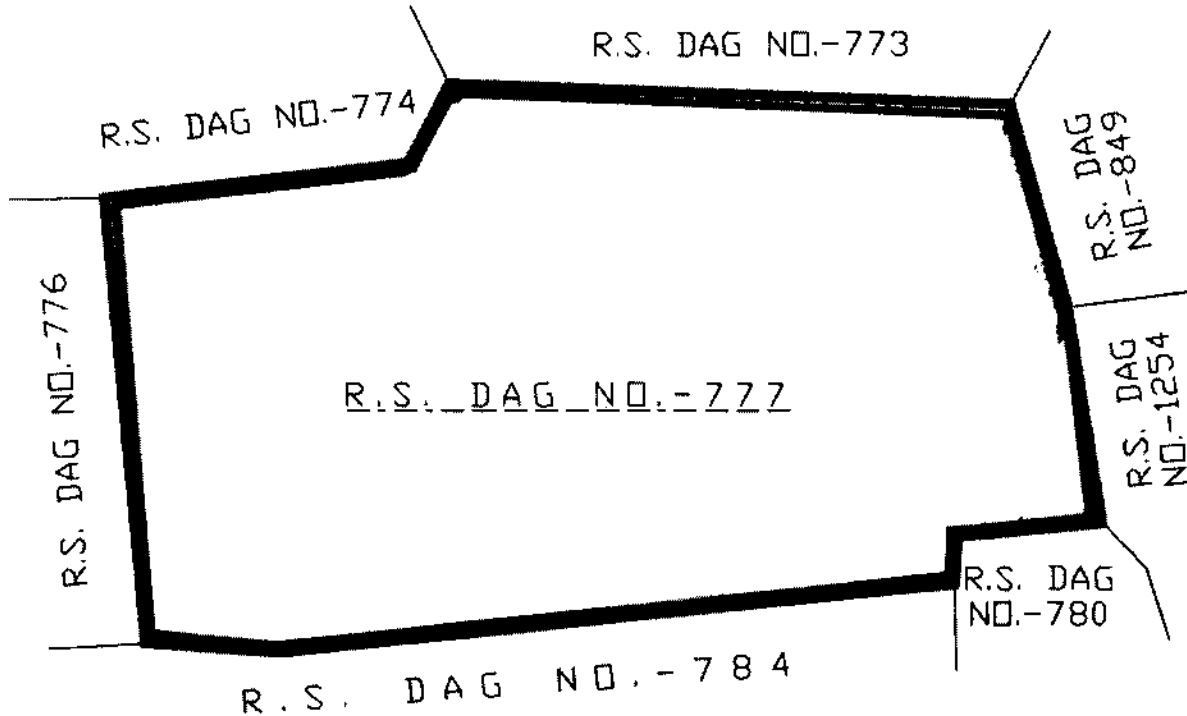 R.S. DAG NO.-773
R.S. DAG NO.-774
R.S. DAG
NO.-849
R.S. DAG NO.-776
R.S. DAG NO.-777
R.S. DAG
NO.-1254
R.S. DAG
NO.-780
R.S. DAG NO.-784